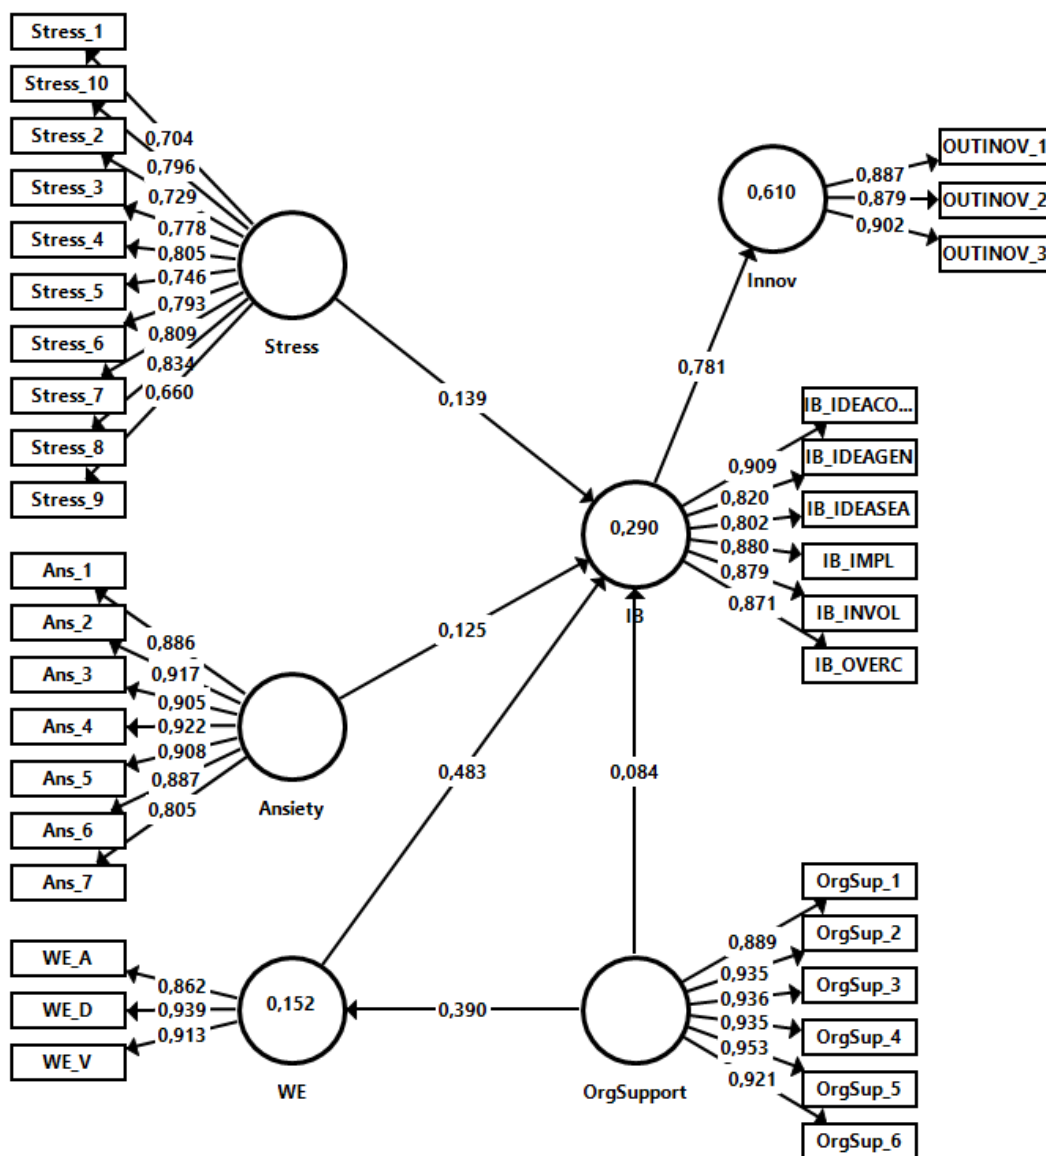 Stress_1
Stress_10
Stress_2
Stress_3
Stress_4
Stress_5
Stress_6
Stress_7
Stress_8
Stress_9
0,704
0,796
0,729
0,778
0,805
0,746
0,793
0,809
0,834
0,660
Stress
0,139
Ans_1
Ans_2
Ans_3
Ans_4
Ans_5
Ans_6
Ans_7
0,886
0,917
0,905
0,922
0,908
0,887
0,805
Ansiety
0,125
WE_A
WE_D
WE_V
0,862
0,939
0,913
0,152
WE
0,483
0,390
0,084
0,610
Innov
0,887
0,879
0,902
OUTINOV_1
OUTINOV_2
OUTINOV_3
0,781
0,290
IB
0,909
0,820
0,802
0,880
0,879
0,871
IB_IDEACO...
IB_IDEAGEN
IB_IDEASEA
IB_IMPL
IB_INVOL
IB_OVERC
OrgSupport
0,889
0,935
0,936
0,935
0,953
0,921
OrgSup_1
OrgSup_2
OrgSup_3
OrgSup_4
OrgSup_5
OrgSup_6